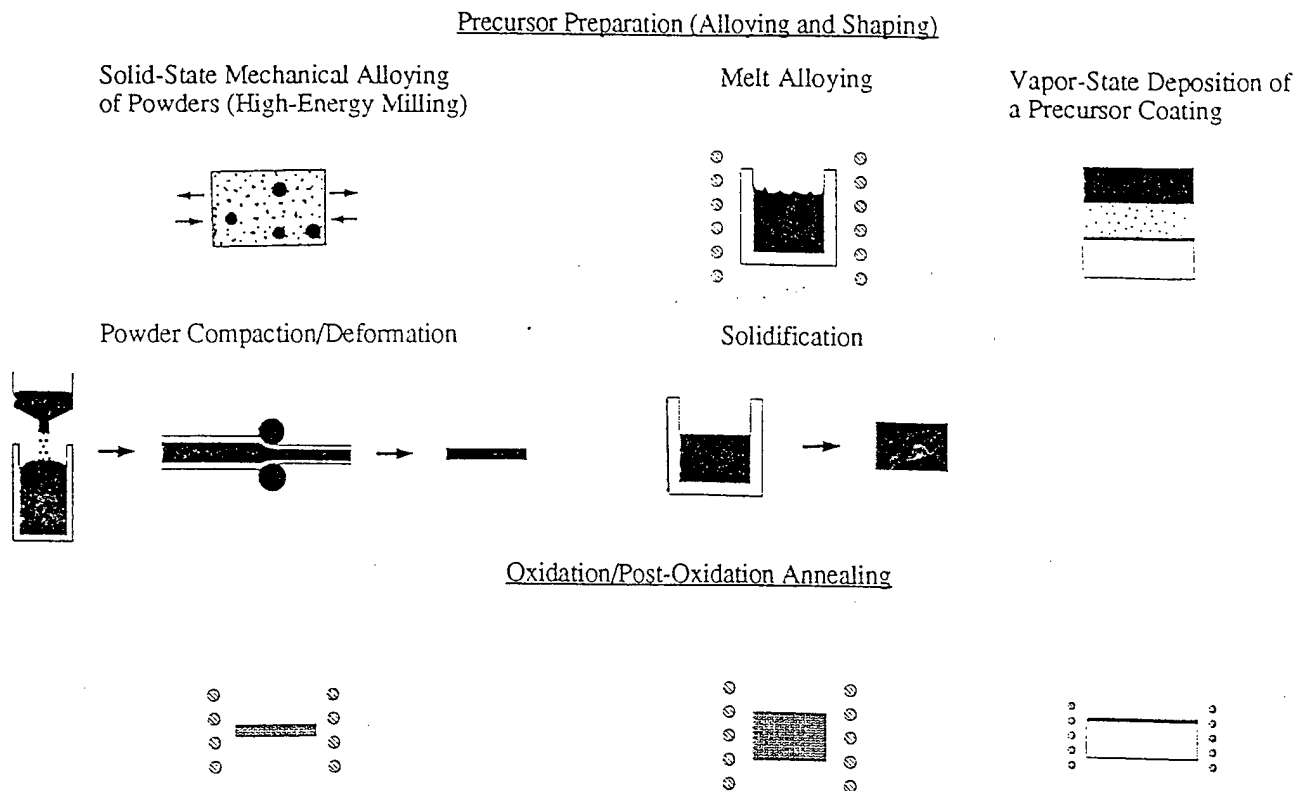 Precursor Preparation (Alloying and Shaping)
Solid-State Mechanical Alloying
of Powders (High-Energy Milling)
Melt Alloying
Vapor-State Deposition of
a Precursor Coating
Powder Compaction/Deformation
Solidification
Oxidation/Post-Oxidation Annealing